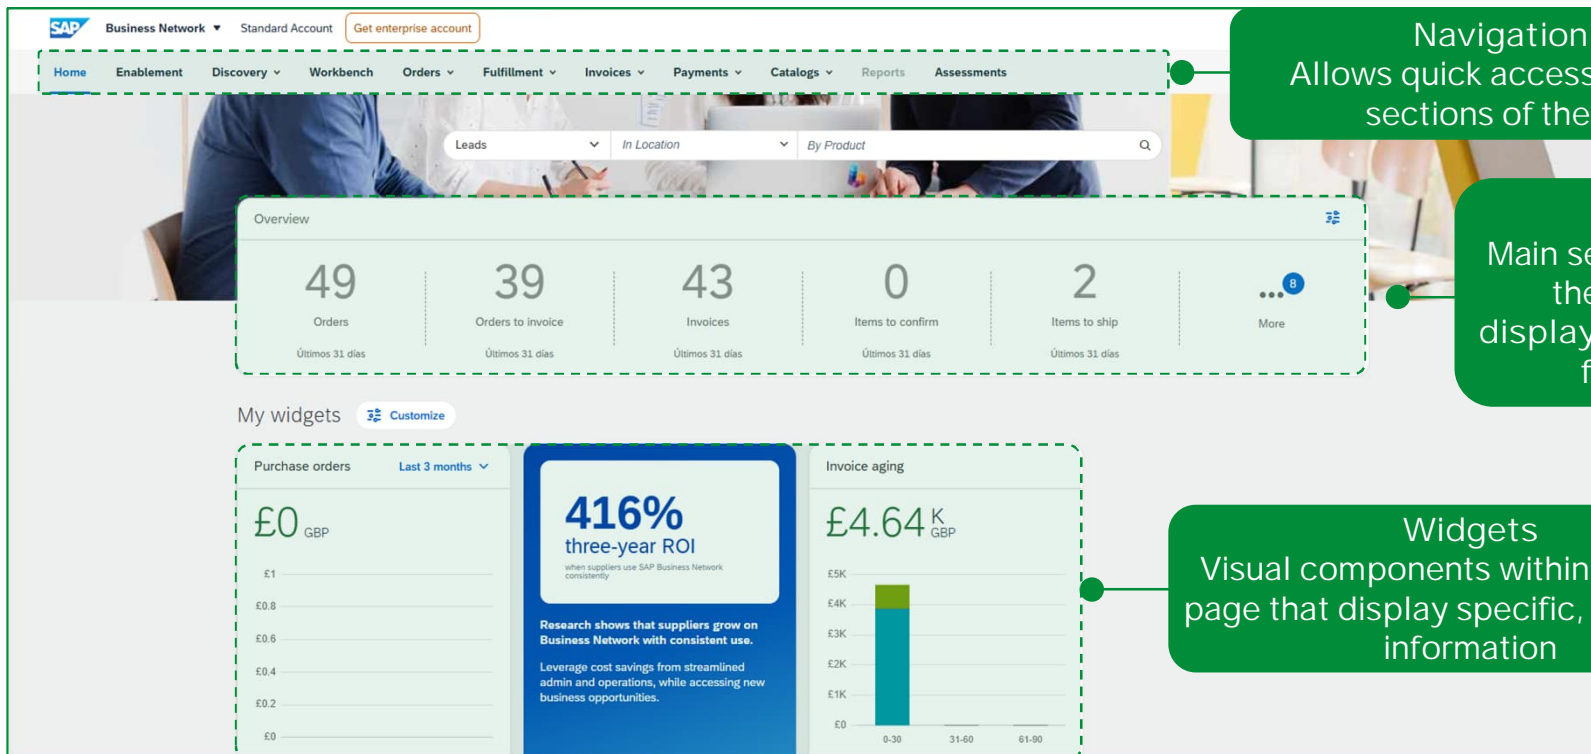 SAP Business Network Standard Account Get enterprise account
Home Enablement Discovery Workbench Orders Fulfillment Invoices Payments Catalogs Reports Assessments
Navigation
Allows quick access
sections of the
Leads In Location By Product
Overview
49 39 43 0 2 ... 8
Orders Orders to invoice Invoices Items to confirm Items to ship More
Últimos 31 días Últimos 31 días Últimos 31 días Últimos 31 días Últimos 31 días
Main
the
display
My widgets Customize
Purchase orders Last 3 months
£0 GBP
£1
£0.8
£0.6
£0.4
£0.2
£0
416%
three-year ROI
when suppliers use SAP Business Network
consistently
Research shows that suppliers grow on
Business Network with consistent use.
Leverage cost savings from streamlined
admin and operations, while accessing new
business opportunities.
Invoice aging
£4.64 K GBP
£5K
£4K
£3K
£2K
£1K
£0
0-30 31-60 61-90
Widgets
Visual components within
page that display specific,
information